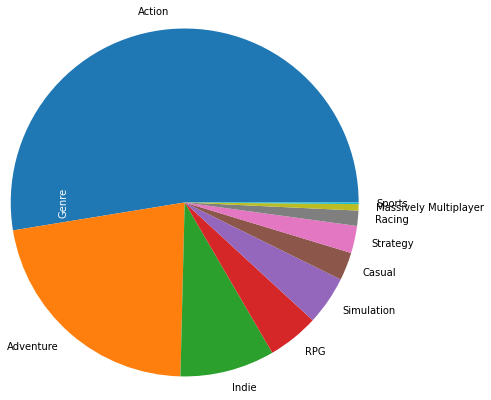 Action
Genre
Sports
Massively Multiplayer
Racing
Strategy
Casual
Simulation
RPG
Indie
Adventure